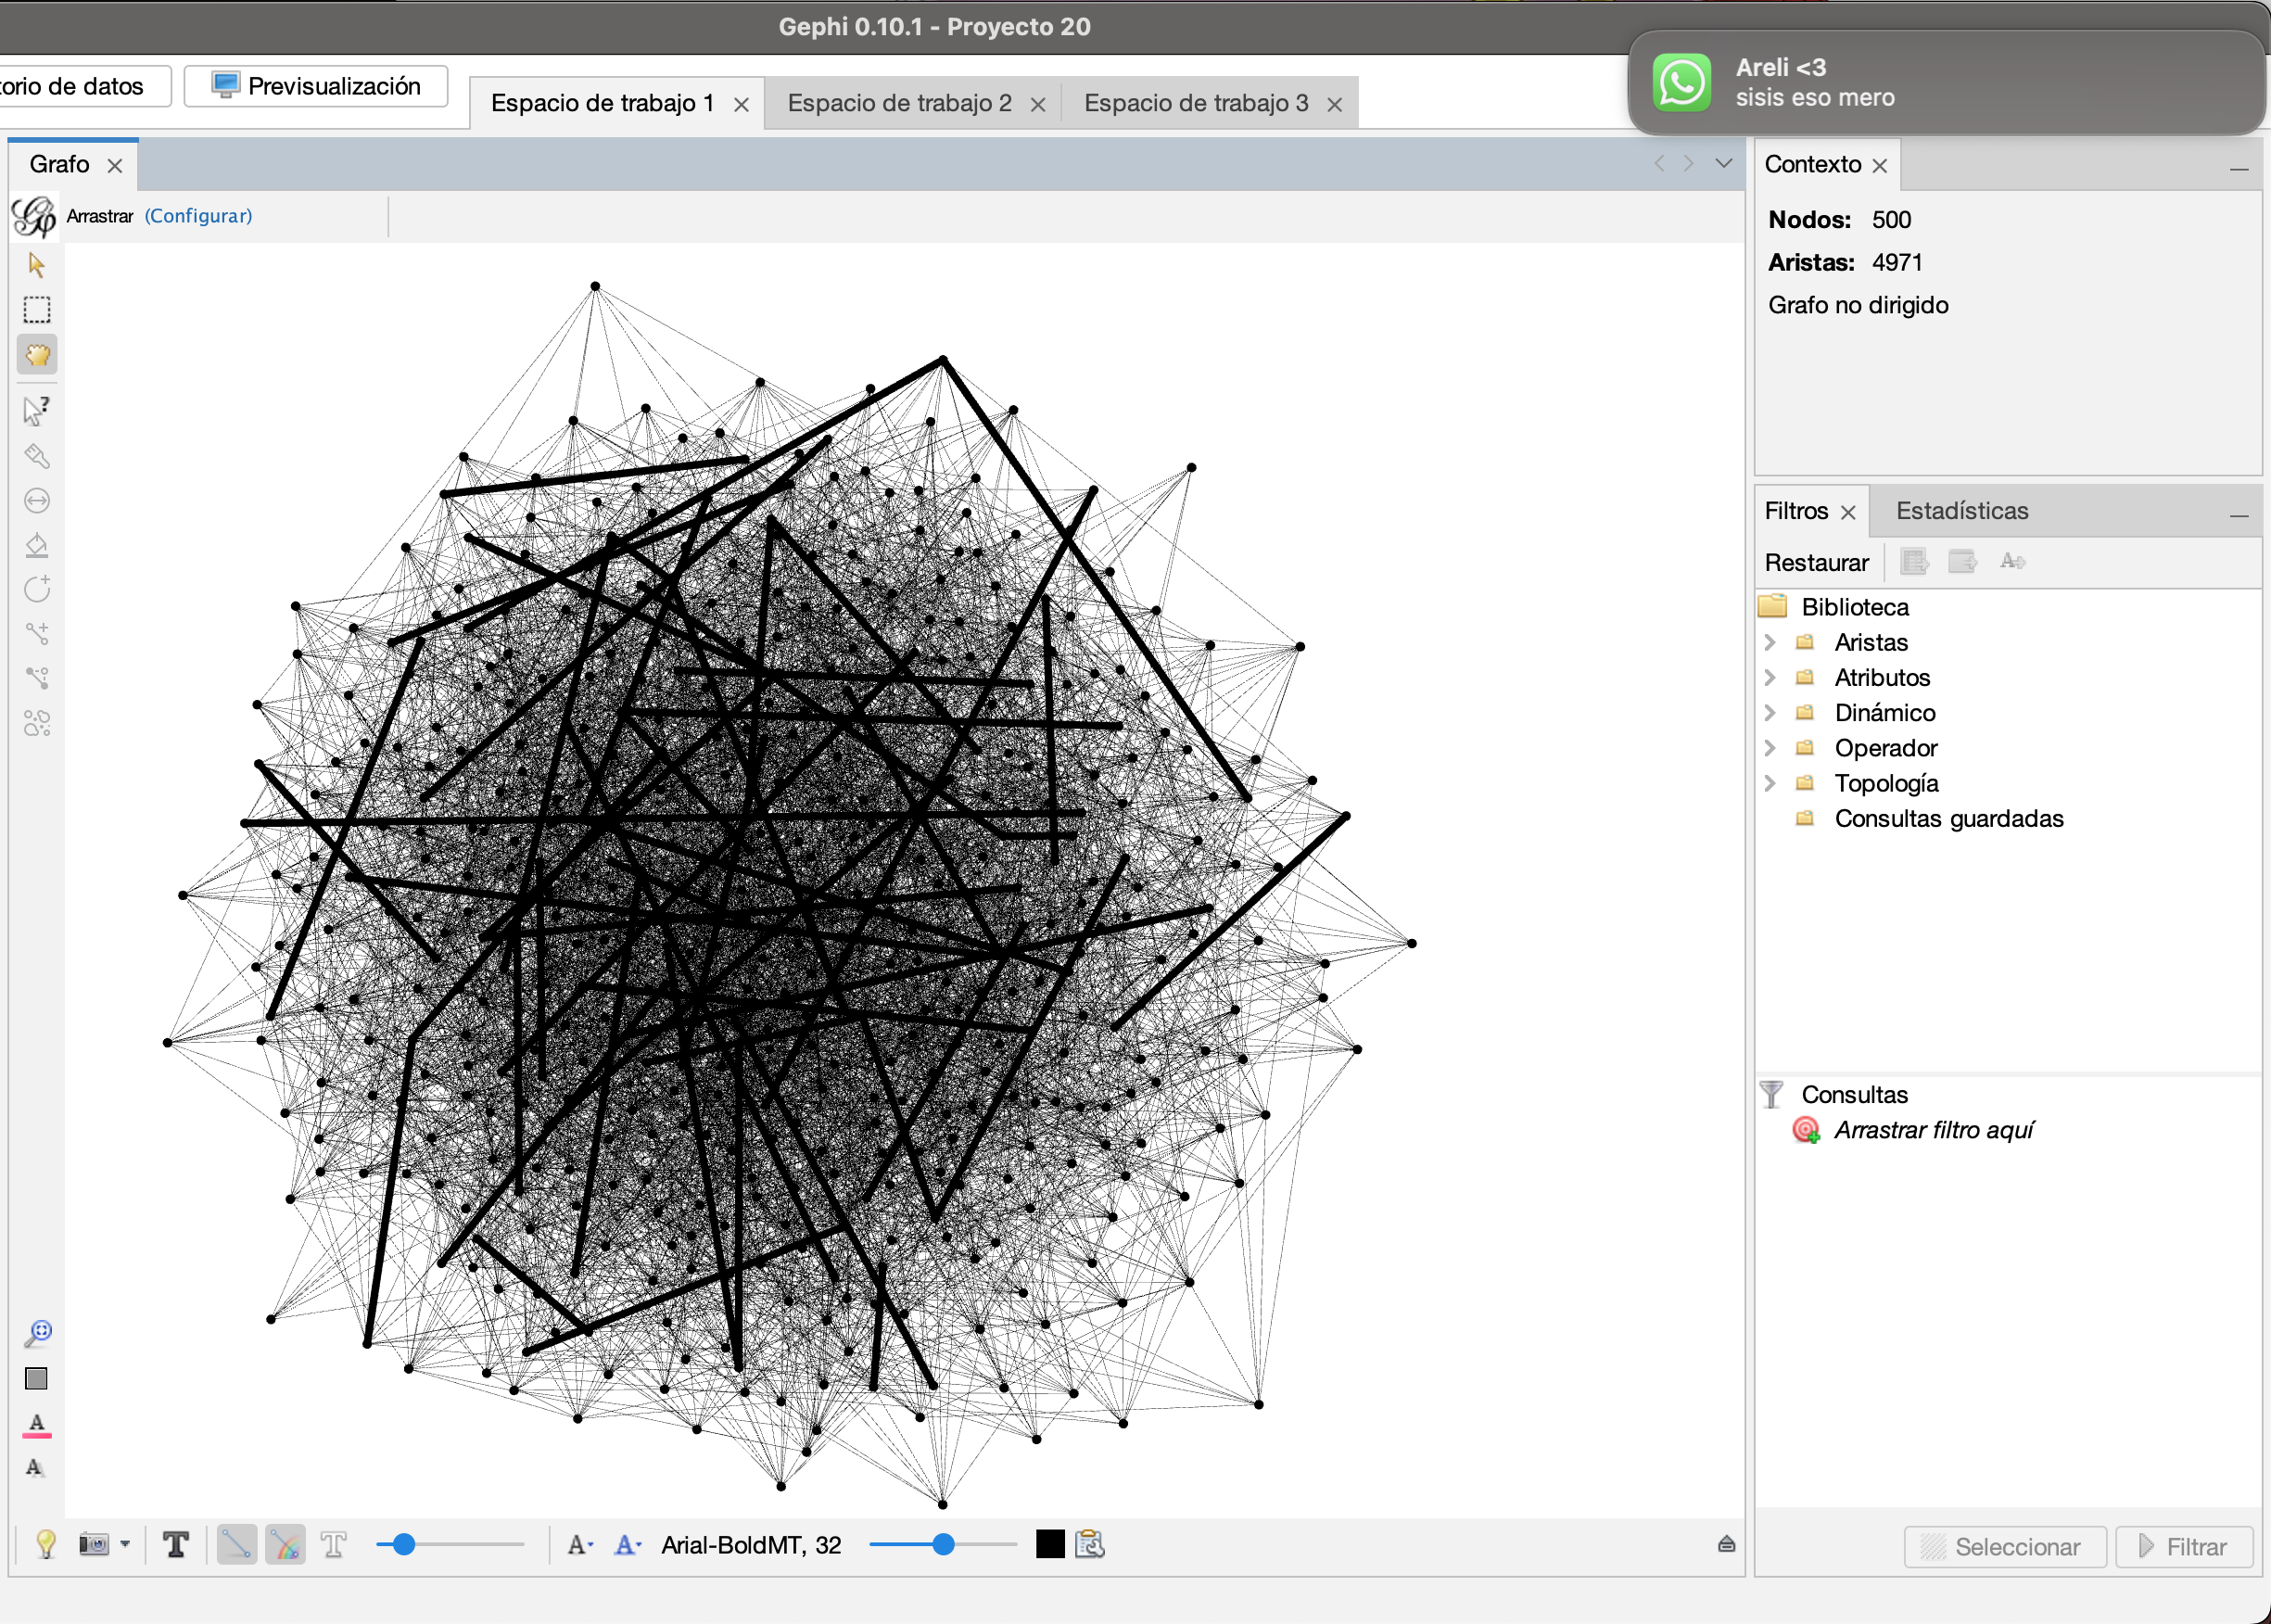 Gephi 0.10.1 - Proyecto 20
Areli <3
sisis eso mero
torio de datos
Previsualización
Espacio de trabajo 1
Espacio de trabajo 2
Espacio de trabajo 3
Grafo
Arrastrar (Configurar)
Contexto
Nodos: 500
Aristas: 4971
Grafo no dirigido
Filtros
Estadísticas
Restaurar
Biblioteca
Aristas
Atributos
Dinámico
Operador
Topología
Consultas guardadas
Consultas
Arrastrar filtro aquí
Arial-BoldMT, 32
Seleccionar
Filtrar